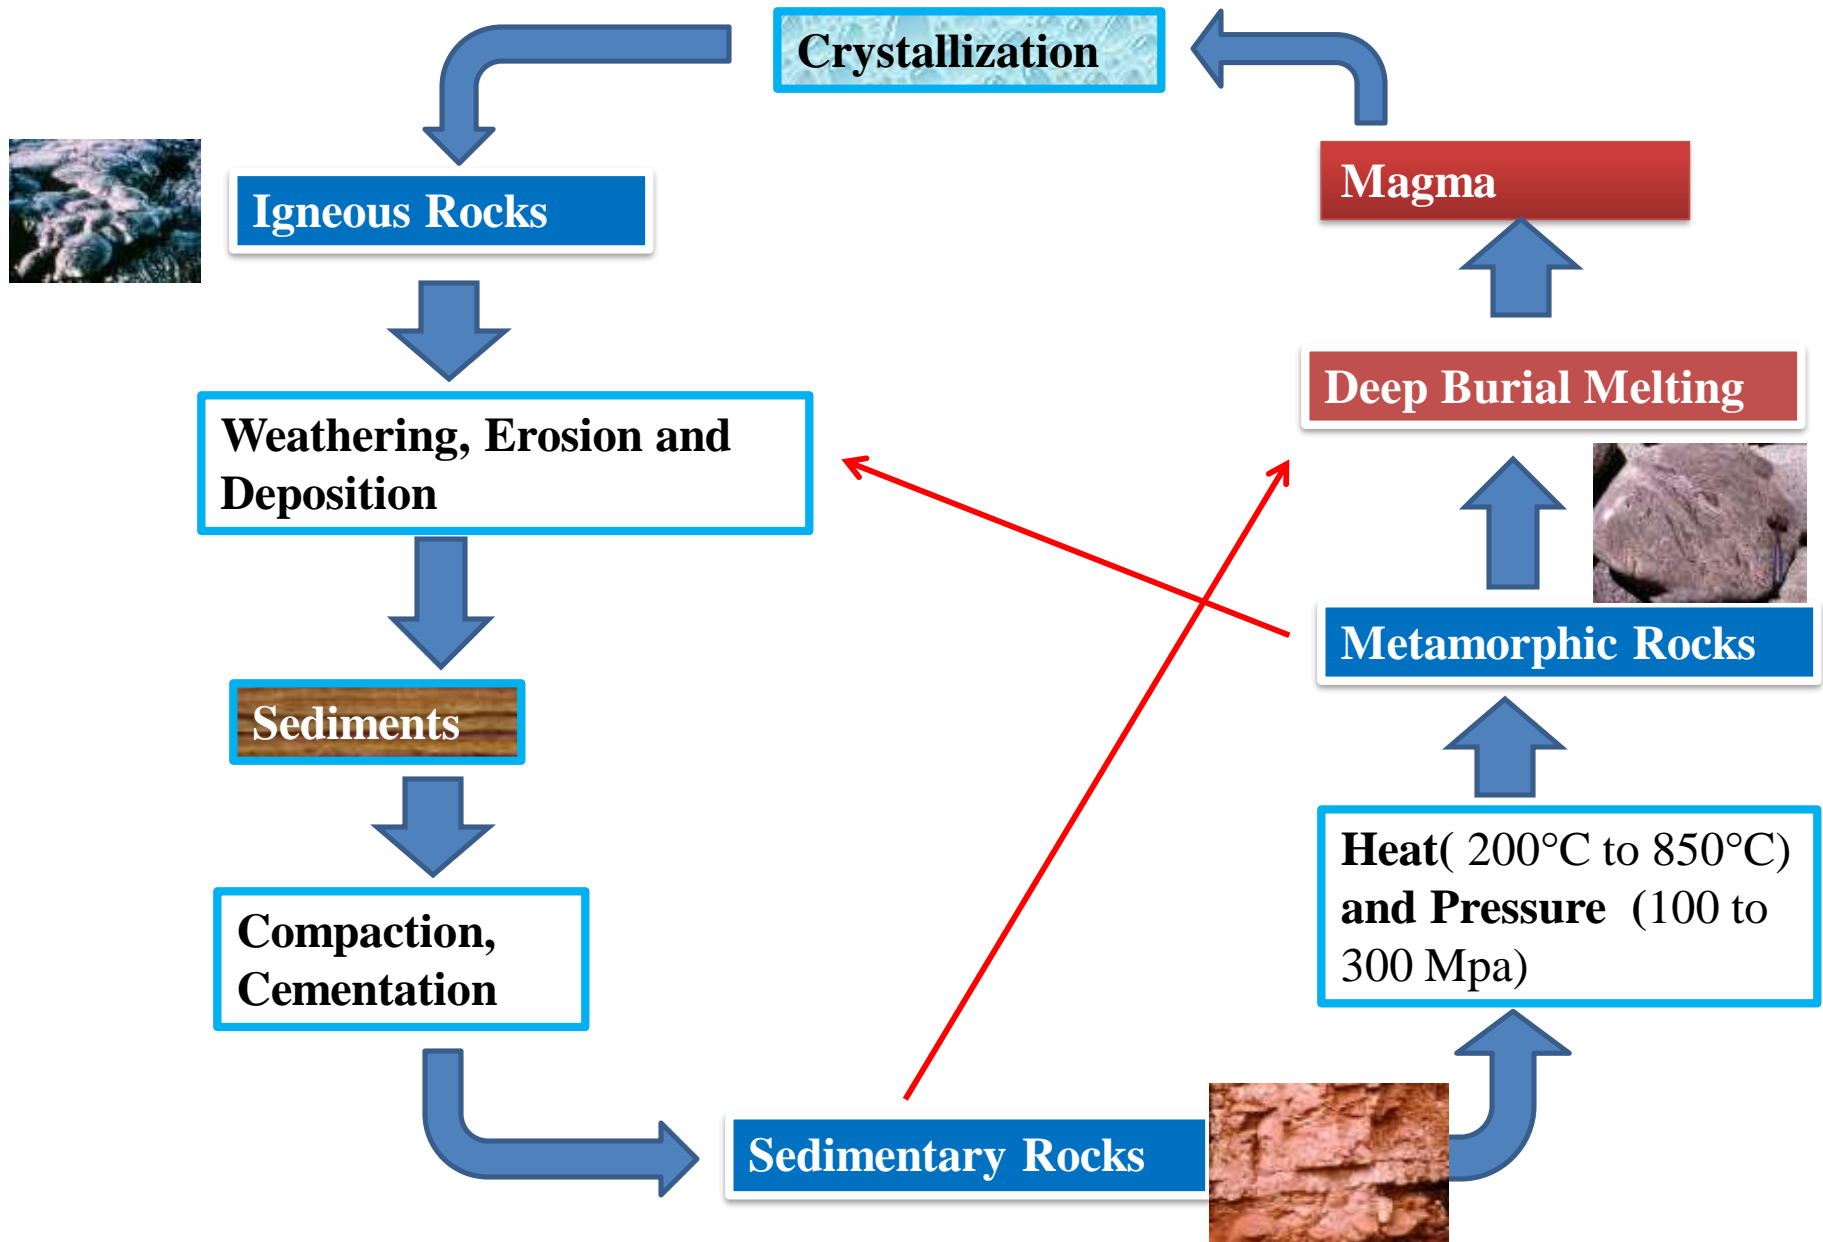 Crystallization
Magma
Igneous Rocks
Deep Burial Melting
Weathering, Erosion and
Deposition
Metamorphic Rocks
Sediments
Heat( 200°C to 850°C)
and Pressure (100 to
300 Mpa)
Compaction,
Cementation
Sedimentary Rocks